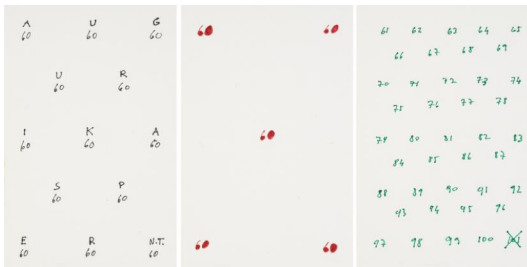 A U G
60 60 60
U R
60 60
I K A
60 60 60
S P
60 60
E R N.T.
60 60 60
60 60
60
60 60
61 62 63 64 65
66 67 68 69
70 71 72 73 74
75 76 77 78
79 80 81 82 83
84 85 86 87
88 89 90 91 92
93 94 95 96
97 98 99 100 101